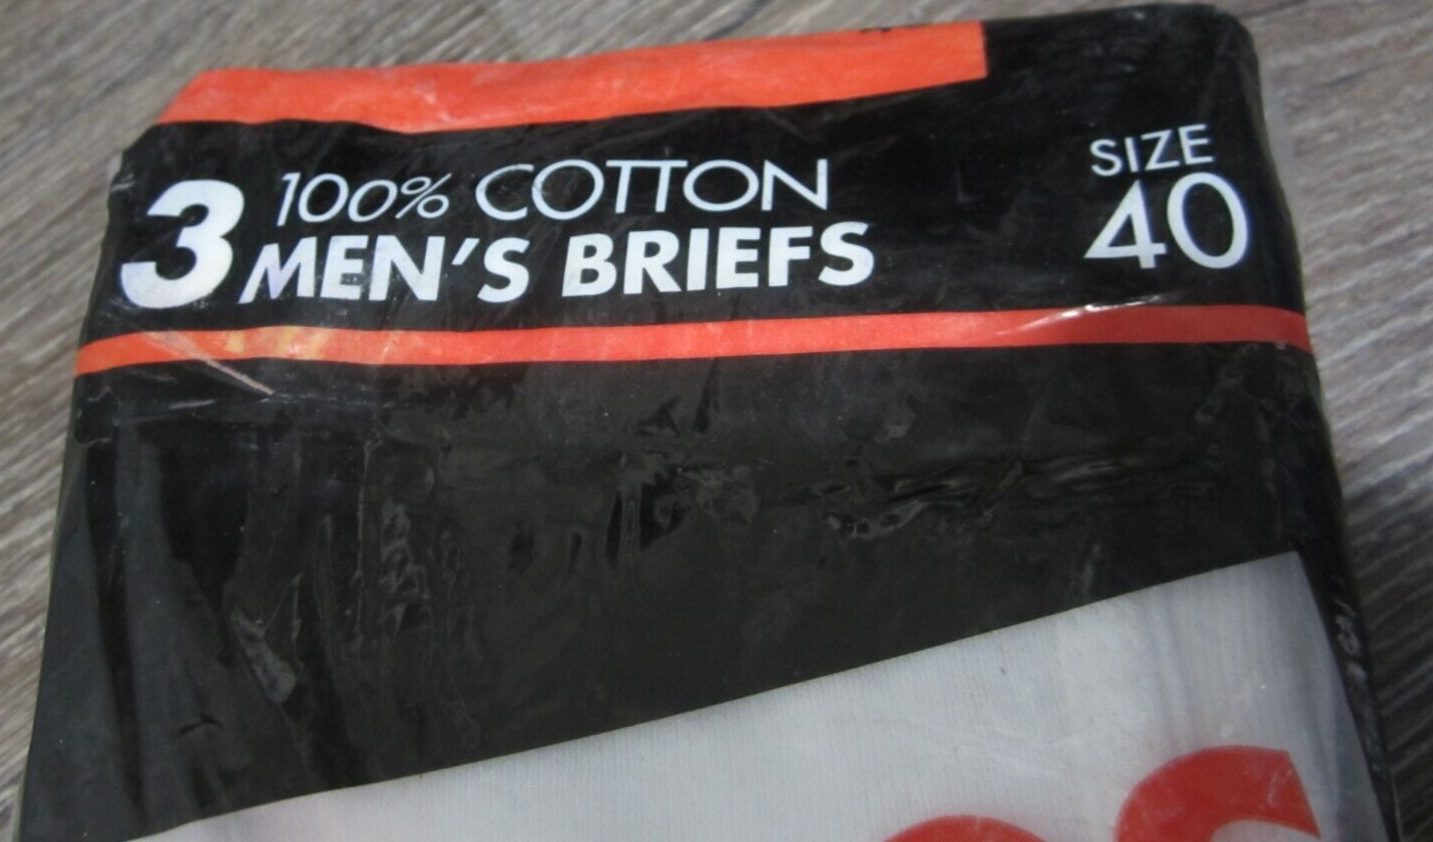 3 100% COTTON
MEN'S BRIEFS
SIZE
40